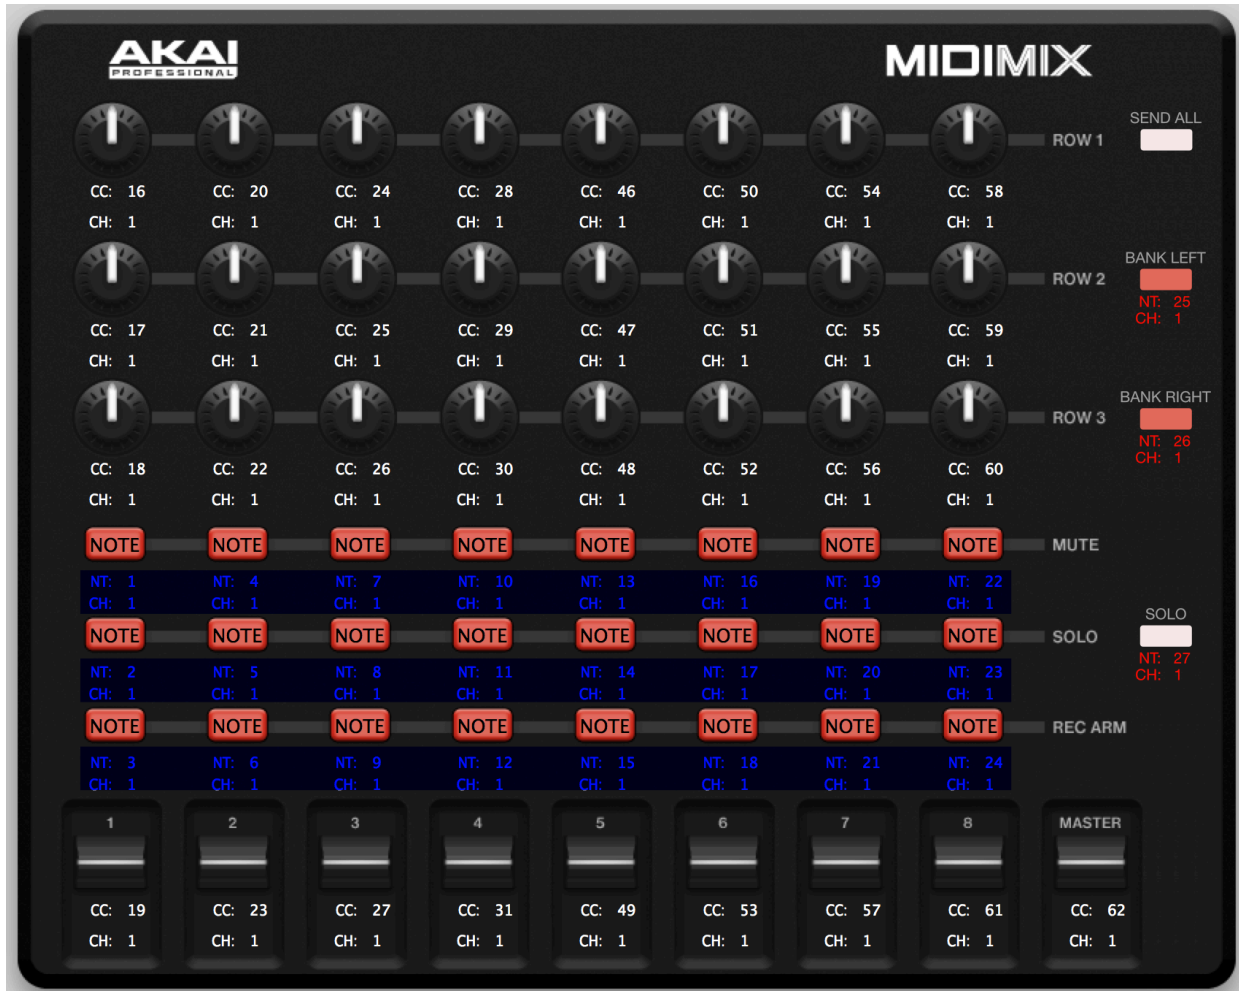 AKAI MIDIMIX
PROFESSIONAL
SEND ALL
ROW 1
CC: 16 CC: 20 CC: 24 CC: 28 CC: 46 CC: 50 CC: 54 CC: 58
CH: 1 CH: 1 CH: 1 CH: 1 CH: 1 CH: 1 CH: 1 CH: 1
BANK LEFT
ROW 2
NT: 25
CH: 1
CC: 17 CC: 21 CC: 25 CC: 29 CC: 47 CC: 51 CC: 55 CC: 59
CH: 1 CH: 1 CH: 1 CH: 1 CH: 1 CH: 1 CH: 1 CH: 1
BANK RIGHT
ROW 3
NT: 26
CH: 1
CC: 18 CC: 22 CC: 26 CC: 30 CC: 48 CC: 52 CC: 56 CC: 60
CH: 1 CH: 1 CH: 1 CH: 1 CH: 1 CH: 1 CH: 1 CH: 1
NOTE NOTE NOTE NOTE NOTE NOTE NOTE NOTE MUTE
NT: 1 NT: 4 NT: 7 NT: 10 NT: 13 NT: 16 NT: 19 NT: 22
CH: 1 CH: 1 CH: 1 CH: 1 CH: 1 CH: 1 CH: 1 CH: 1
SOLO
NOTE NOTE NOTE NOTE NOTE NOTE NOTE NOTE SOLO
NT: 27
CH: 1
NT: 2 NT: 5 NT: 8 NT: 11 NT: 14 NT: 17 NT: 20 NT: 23
CH: 1 CH: 1 CH: 1 CH: 1 CH: 1 CH: 1 CH: 1 CH: 1
NOTE NOTE NOTE NOTE NOTE NOTE NOTE NOTE REC ARM
NT: 3 NT: 6 NT: 9 NT: 12 NT: 15 NT: 18 NT: 21 NT: 24
CH: 1 CH: 1 CH: 1 CH: 1 CH: 1 CH: 1 CH: 1 CH: 1
1 2 3 4 5 6 7 8 MASTER
CC: 19 CC: 23 CC: 27 CC: 31 CC: 49 CC: 53 CC: 57 CC: 61 CC: 62
CH: 1 CH: 1 CH: 1 CH: 1 CH: 1 CH: 1 CH: 1 CH: 1 CH: 1